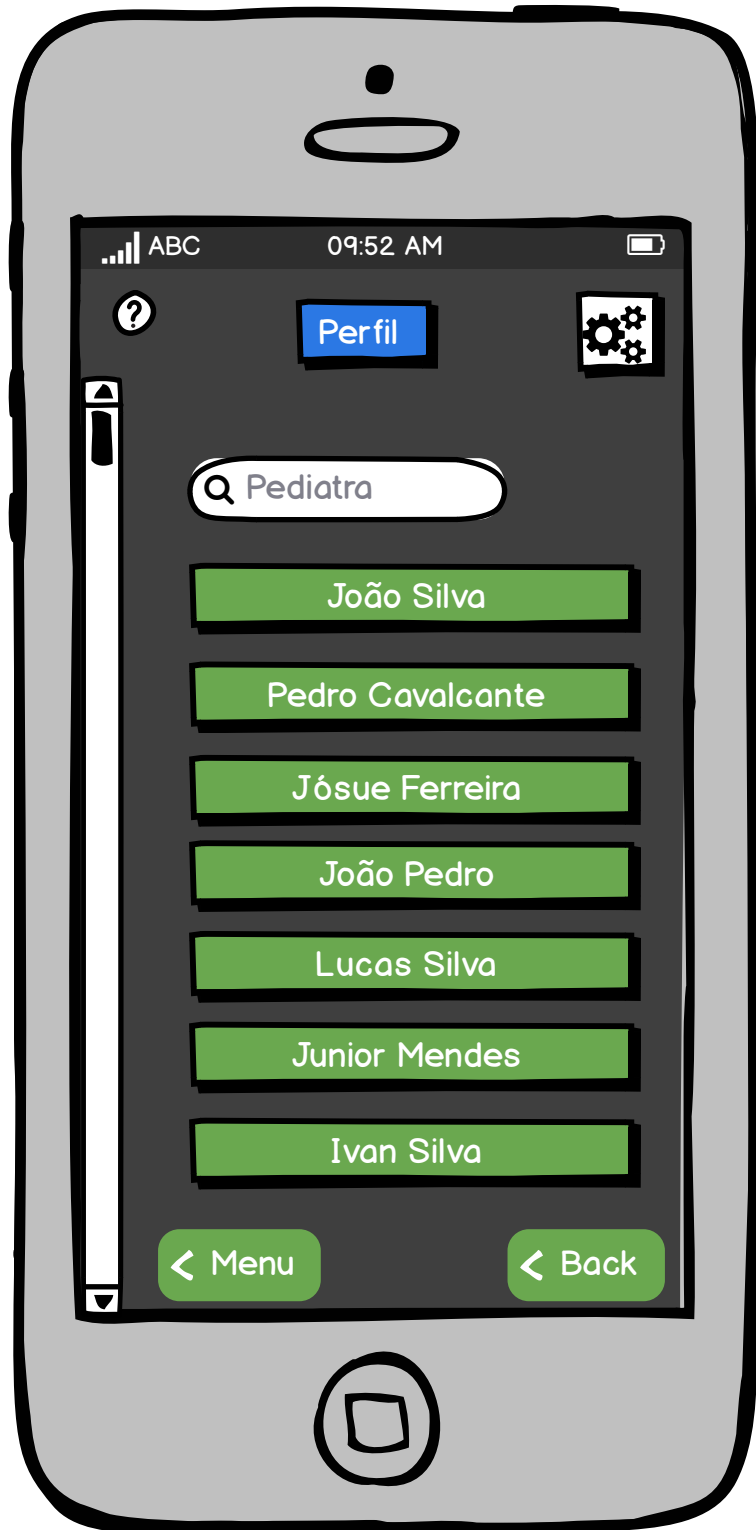 ABC 09:52 AM
?
Perfil
Pediatra
João Silva
Pedro Cavalcante
Jósue Ferreira
João Pedro
Lucas Silva
Junior Mendes
Ivan Silva
Menu Back